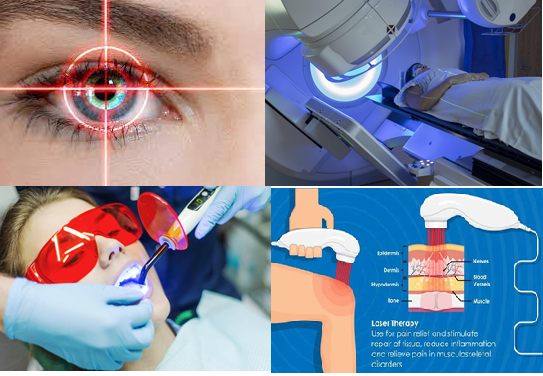 Epidermis
Dermis
Hypodermis
Bone
Nerves
Blood
Vessels
Muscle
Laser Therapy
Use for pain relief and stimulate
repair of tissue, reduce inflammation
and relieve pain in musculoskeletal
disorders